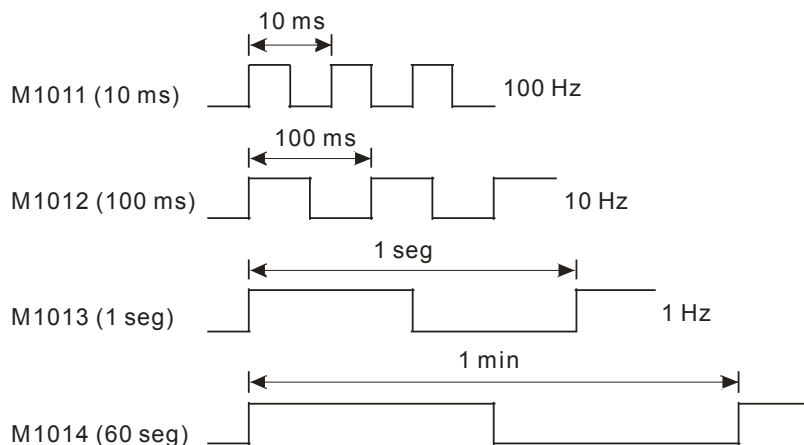 10 ms
M1011 (10 ms)
100 Hz
100 ms
M1012 (100 ms)
10 Hz
1 seg
M1013 (1 seg)
1 Hz
1 min
M1014 (60 seg)